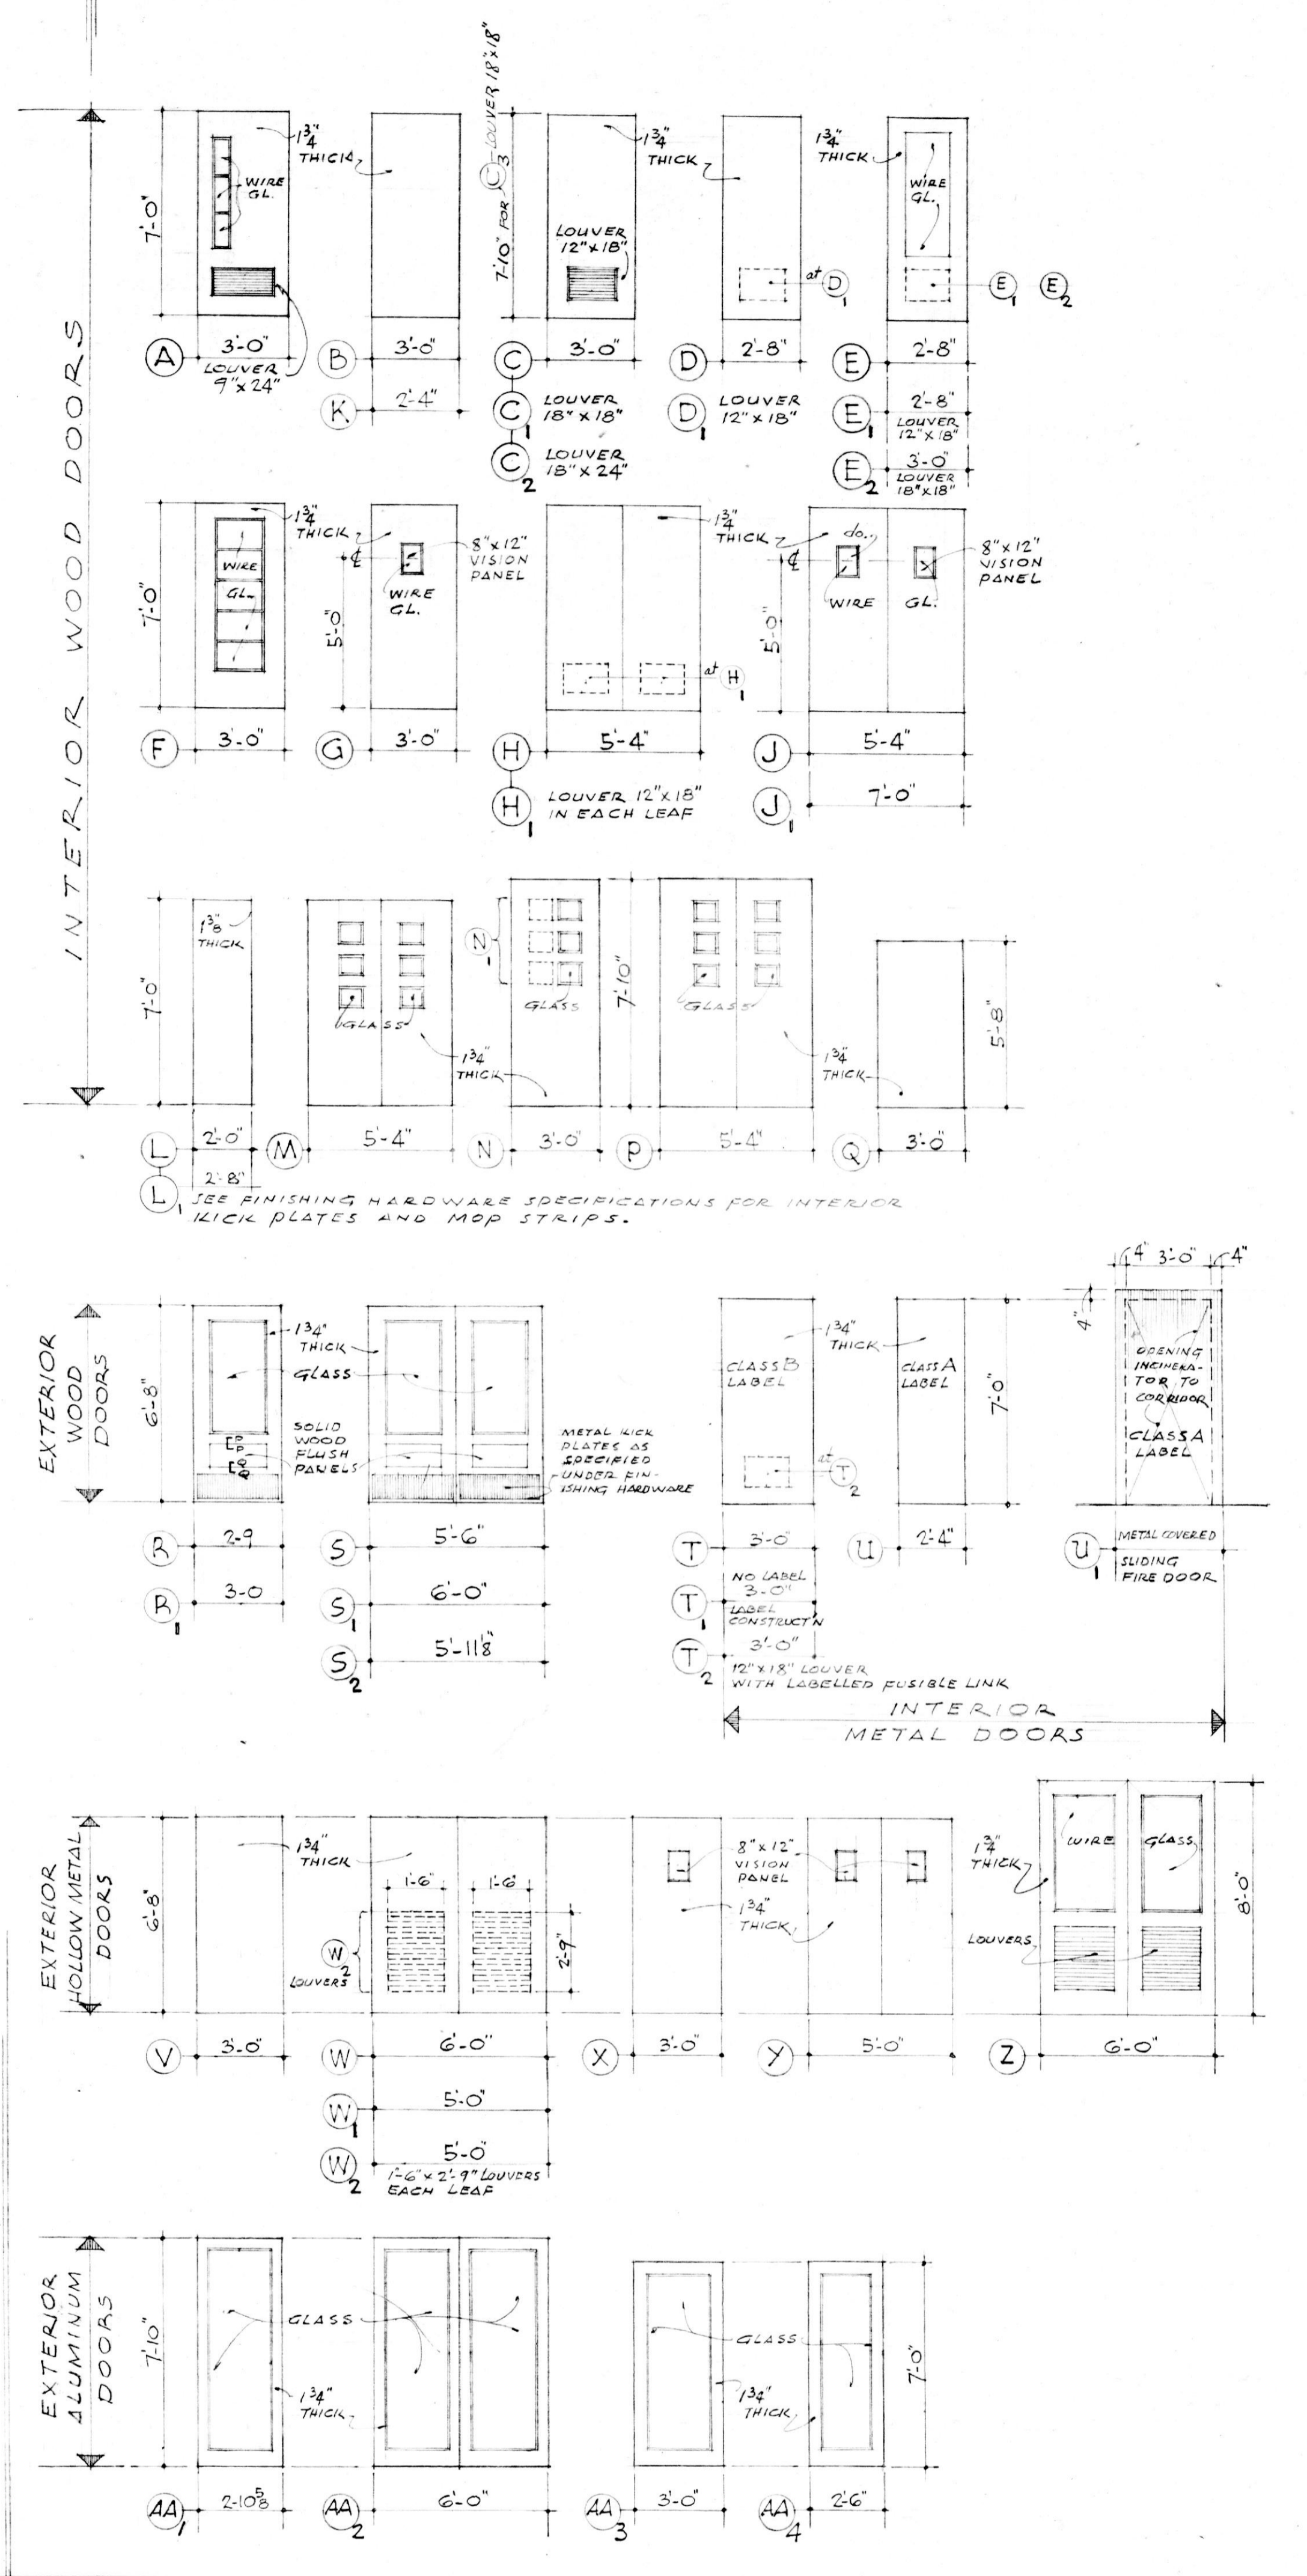 INTERIOR WOOD DOORS
7'-0"
1¾"
THICK
WIRE
GL.
7'-10" FOR C3 - LOUVER 18"x18"
LOUVER
12"x18"
1¾"
THICK
at D1
1¾"
THICK
WIRE
GL.
E1 E2
A 3'-0"
LOUVER
9"x24"
B 3'-0"
K 2'-4"
C 3'-0"
C1 LOUVER
18"x18"
C2 LOUVER
18"x24"
D 2'-8"
D1 LOUVER
12"x18"
E 2'-8"
E1 2'-8"
LOUVER
12"x18"
E2 3'-0"
LOUVER
18"x18"
7'-0"
1¾"
THICK
WIRE
GL.
℄
5'-0"
WIRE
GL.
8"x12"
VISION
PANEL
at H1
1¾"
THICK
℄
5'-0"
do.
WIRE GL.
8"x12"
VISION
PANEL
F 3'-0"
G 3'-0"
H 5'-4"
H1 LOUVER 12"x18"
IN EACH LEAF
J 5'-4"
J1 7'-0"
7'-0"
1⅜"
THICK
GLASS
1¾"
THICK
N1
GLASS
7'-10"
GLASS
1¾"
THICK
5'-8"
L 2'-0"
L1 2'-8"
M 5'-4"
N 3'-0"
P 5'-4"
Q 3'-0"
SEE FINISHING HARDWARE SPECIFICATIONS FOR INTERIOR
KICK PLATES AND MOP STRIPS.
EXTERIOR
WOOD
DOORS
6'-8"
1¾"
THICK
GLASS
SOLID
WOOD
FLUSH
PANELS
METAL KICK
PLATES AS
SPECIFIED
UNDER FIN-
ISHING HARDWARE
CLASS B
LABEL
at T2
1¾"
THICK
CLASS A
LABEL
7'-0"
4" 3'-0" 4"
4"
OPENING
INCINERA-
TOR TO
CORRIDOR
CLASS A
LABEL
R 2-9
R1 3-0
S 5'-6"
S1 6'-0"
S2 5'-11⅛"
T 3'-0"
NO LABEL
T1 3'-0"
LABEL
CONSTRUCT'N
T2 3'-0"
12"x18" LOUVER
WITH LABELLED FUSIBLE LINK
U 2'-4"
U1 METAL COVERED
SLIDING
FIRE DOOR
INTERIOR
METAL DOORS
EXTERIOR
HOLLOW METAL
DOORS
6'-8"
1¾"
THICK
1'-6" 1'-6"
W2
LOUVERS
2'-9"
8"x12"
VISION
PANEL
1¾"
THICK
1¾"
THICK
WIRE GLASS
LOUVERS
8'-0"
V 3'-0"
W 6'-0"
W1 5'-0"
W2 5'-0"
1'-6"x2'-9" LOUVERS
EACH LEAF
X 3'-0"
Y 5'-0"
Z 6'-0"
EXTERIOR
ALUMINUM
DOORS
7'-10"
GLASS
1¾"
THICK
GLASS
1¾"
THICK
7'-0"
AA1 2-10⅝
AA2 6'-0"
AA3 3'-0"
AA4 2'-6"